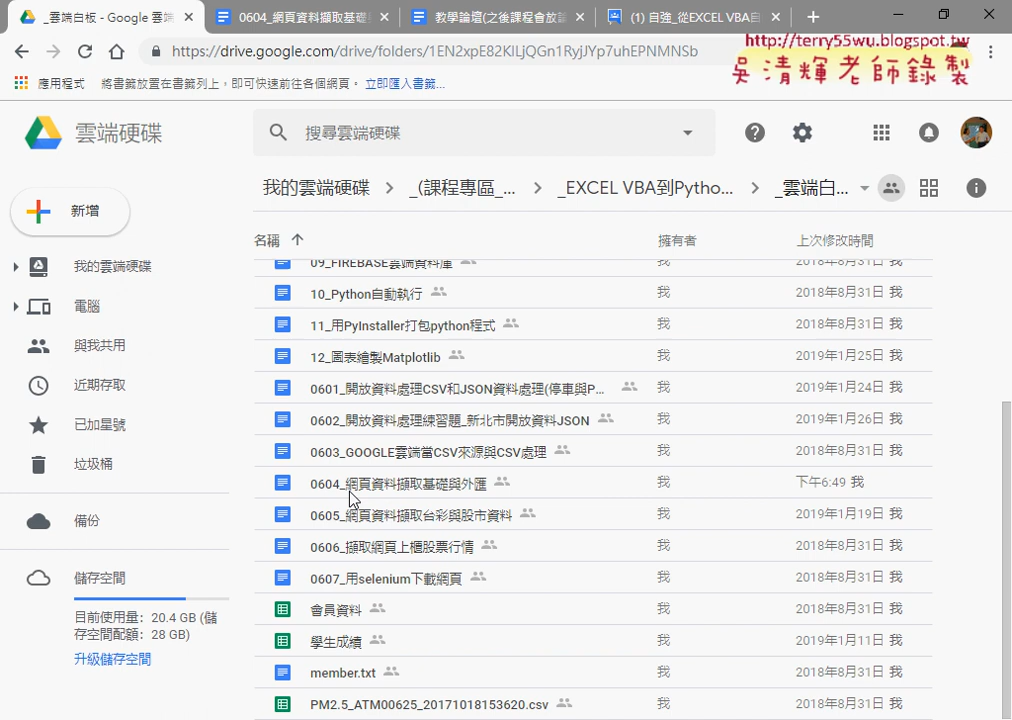 _雲端白板 - Google 雲端
0604_網頁資料擷取基礎
教學論壇(之後課程會放
(1) 自強_從EXCEL VBA自
https://drive.google.com/drive/folders/1EN2xpE82KlLjQGn1RyjJYp7uhEPNMNSb
http://terry55wu.blogspot.tw
吳清輝老師錄製
應用程式
將書籤放置在書籤列上，即可快速前往各個網頁。
立即匯入書籤...
雲端硬碟
搜尋雲端硬碟
新增
我的雲端硬碟
_(課程專區_...
_EXCEL VBA到Pytho...
_雲端白...
名稱
擁有者
上次修改時間
我的雲端硬碟
電腦
與我共用
近期存取
已加星號
垃圾桶
備份
儲存空間
目前使用量：20.4 GB (儲
存空間配額：28 GB)
升級儲存空間
09_FIREBASE雲端資料庫 我 2018年8月31日 我
10_Python自動執行 我 2018年8月31日 我
11_用PyInstaller打包python程式 我 2018年8月31日 我
12_圖表繪製Matplotlib 我 2019年1月25日 我
0601_開放資料處理CSV和JSON資料處理(停車與P... 我 2019年1月24日 我
0602_開放資料處理練習題_新北市開放資料JSON 我 2019年1月26日 我
0603_GOOGLE雲端當CSV來源與CSV處理 我 2018年8月31日 我
0604_網頁資料擷取基礎與外匯 我 下午6:49 我
0605_網頁資料擷取台彩與股市資料 我 2019年1月19日 我
0606_擷取網頁上櫃股票行情 我 2018年8月31日 我
0607_用selenium下載網頁 我 2018年8月31日 我
會員資料 我 2018年8月31日 我
學生成績 我 2019年1月11日 我
member.txt 我 2018年8月31日 我
PM2.5_ATM00625_20171018153620.csv 我 2018年8月31日 我